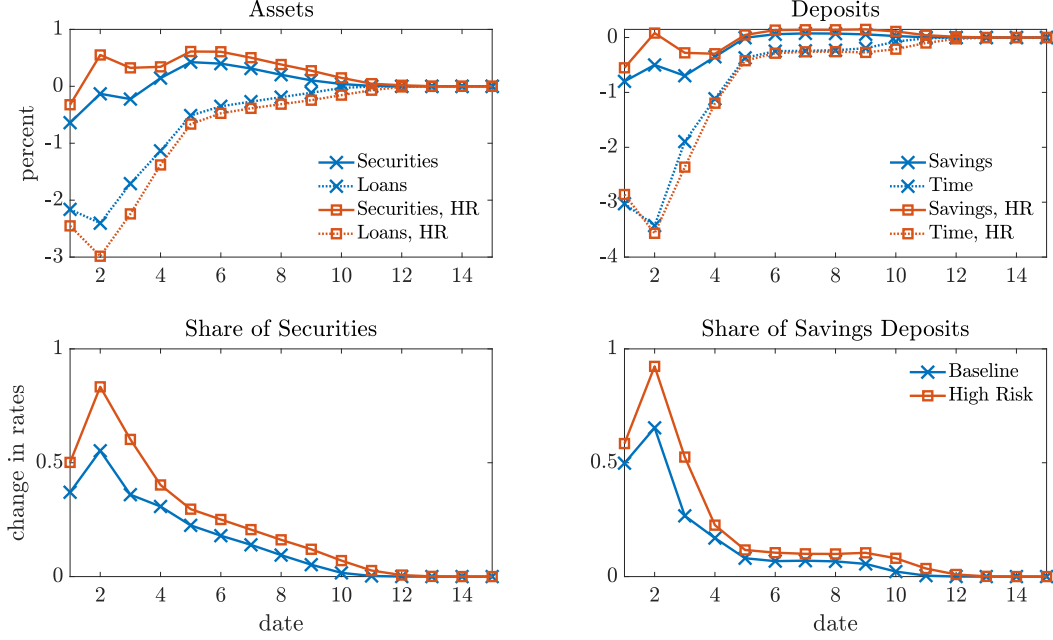 Assets
1
0
-1
-2
-3
percent
2 4 6 8 10 12 14
Securities
Loans
Securities, HR
Loans, HR
Deposits
0
-1
-2
-3
-4
2 4 6 8 10 12 14
Savings
Time
Savings, HR
Time, HR
Share of Securities
1
0.5
0
change in rates
2 4 6 8 10 12 14
date
Share of Savings Deposits
1
0.5
0
2 4 6 8 10 12 14
date
Baseline
High Risk